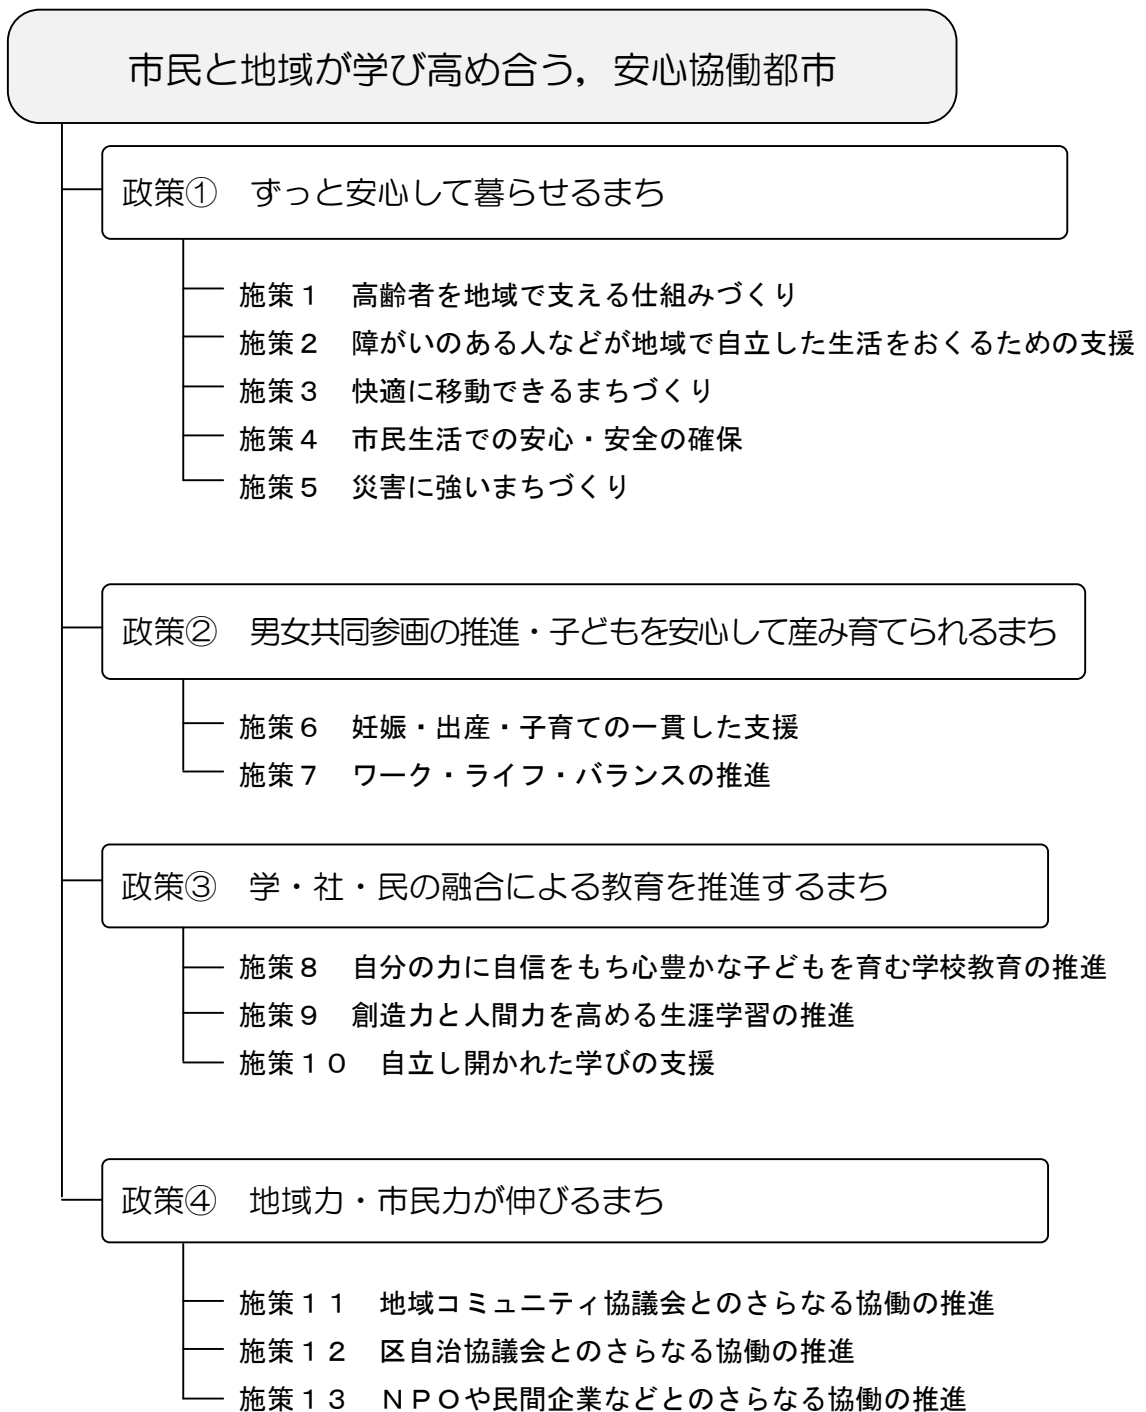 市民と地域が学び高め合う，安心協働都市
政策①　ずっと安心して暮らせるまち
施策１　高齢者を地域で支える仕組みづくり
施策２　障がいのある人などが地域で自立した生活をおくるための支援
施策３　快適に移動できるまちづくり
施策４　市民生活での安心・安全の確保
施策５　災害に強いまちづくり
政策②　男女共同参画の推進・子どもを安心して産み育てられるまち
施策６　妊娠・出産・子育ての一貫した支援
施策７　ワーク・ライフ・バランスの推進
政策③　学・社・民の融合による教育を推進するまち
施策８　自分の力に自信をもち心豊かな子どもを育む学校教育の推進
施策９　創造力と人間力を高める生涯学習の推進
施策１０　自立し開かれた学びの支援
政策④　地域力・市民力が伸びるまち
施策１１　地域コミュニティ協議会とのさらなる協働の推進
施策１２　区自治協議会とのさらなる協働の推進
施策１３　ＮＰＯや民間企業などとのさらなる協働の推進